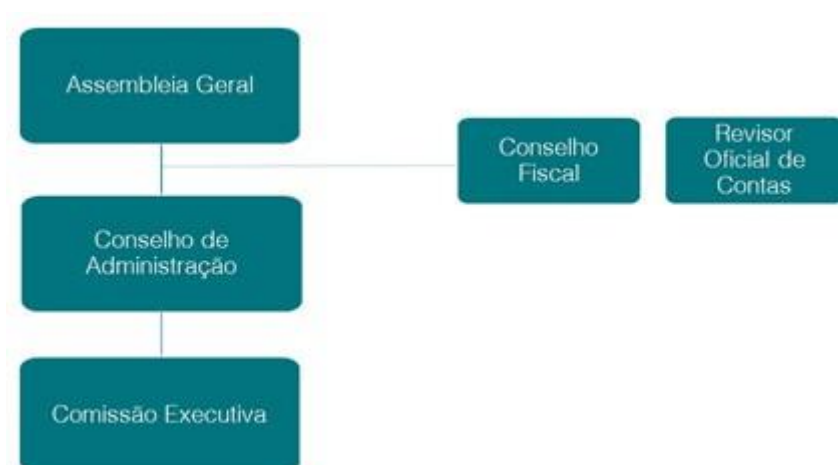 Assembleia Geral
Conselho
Fiscal
Revisor
Oficial de
Contas
Conselho de
Administração
Comissão Executiva